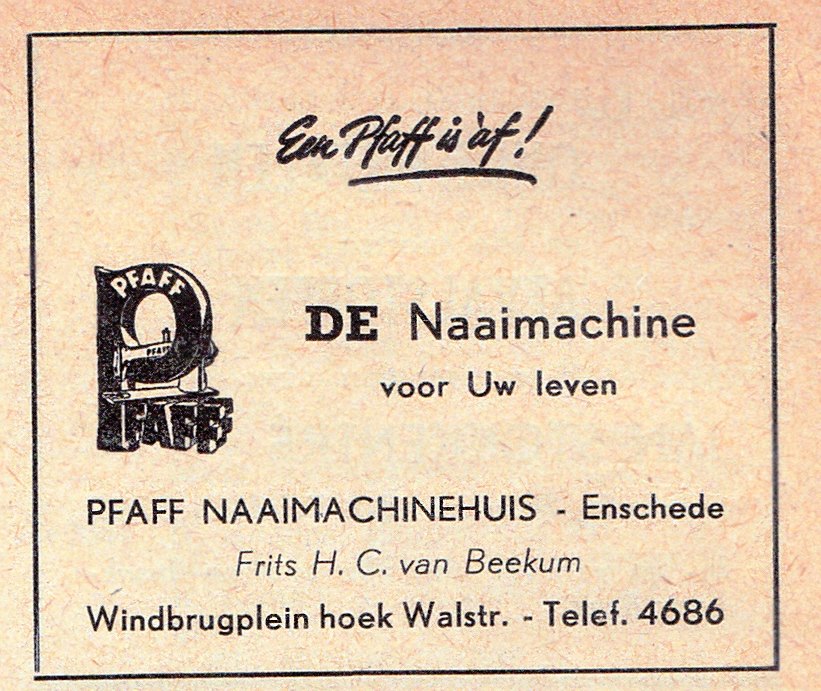 Een Pfaff is àf!
PFAFF
PFAFF
PFAFF
DE Naaimachine
voor Uw leven
PFAFF NAAIMACHINEHUIS - Enschede
Frits H. C. van Beekum
Windbrugplein hoek Walstr. - Telef. 4686